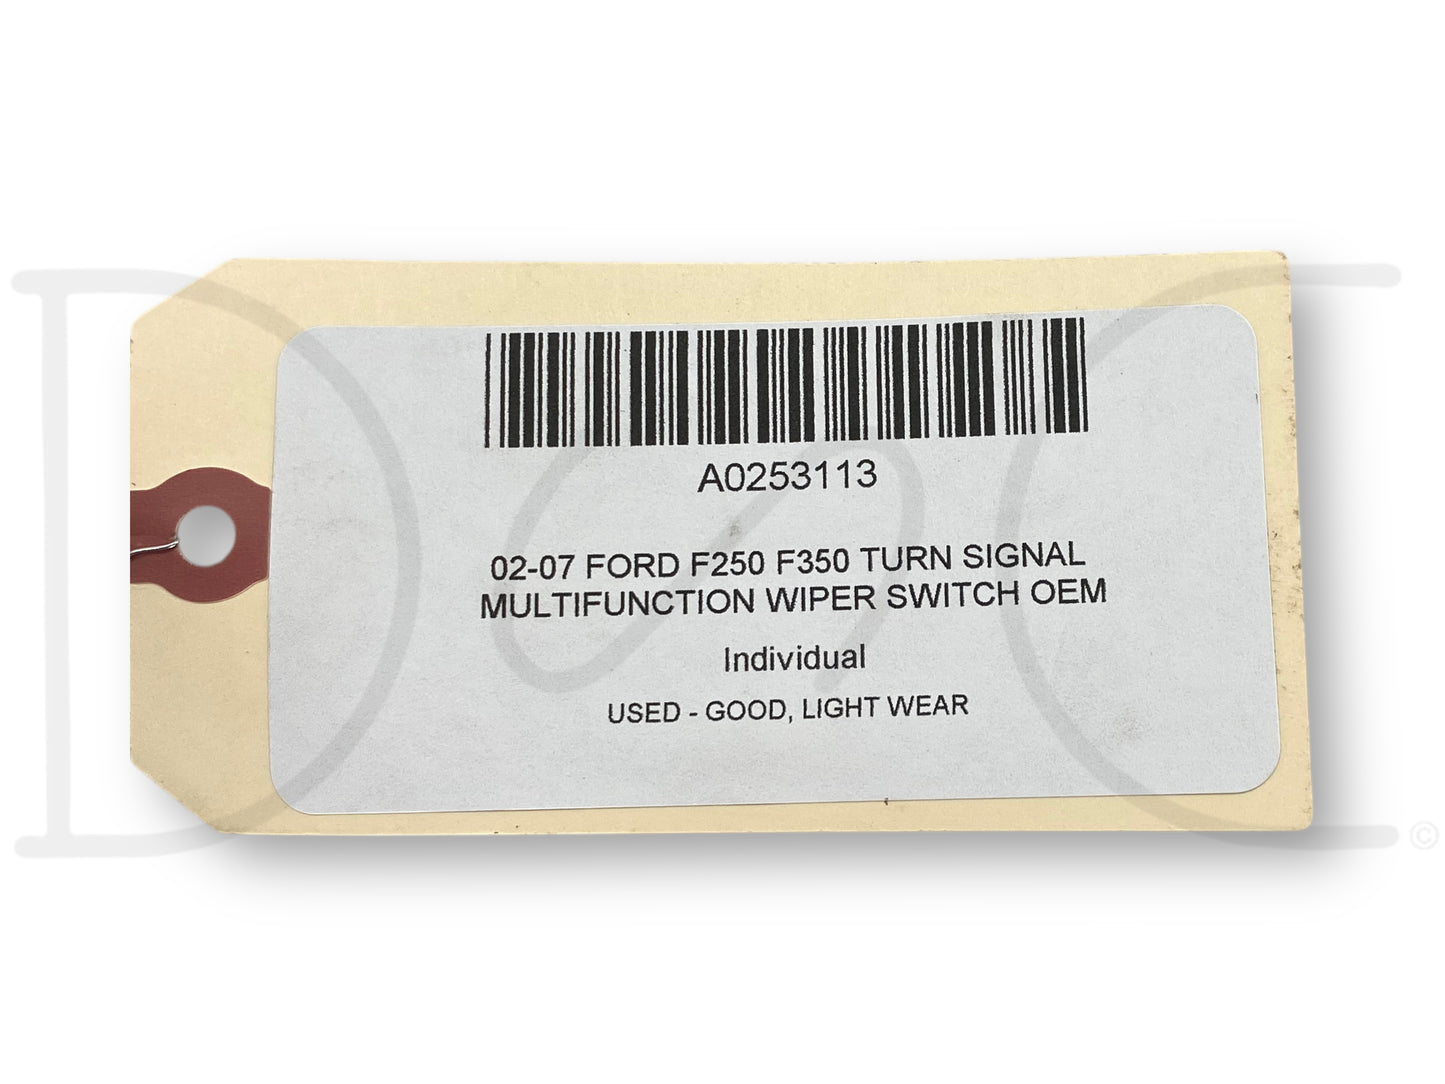 A0253113
02-07 FORD F250 F350 TURN SIGNAL
MULTIFUNCTION WIPER SWITCH OEM
Individual
USED - GOOD, LIGHT WEAR
D C
©